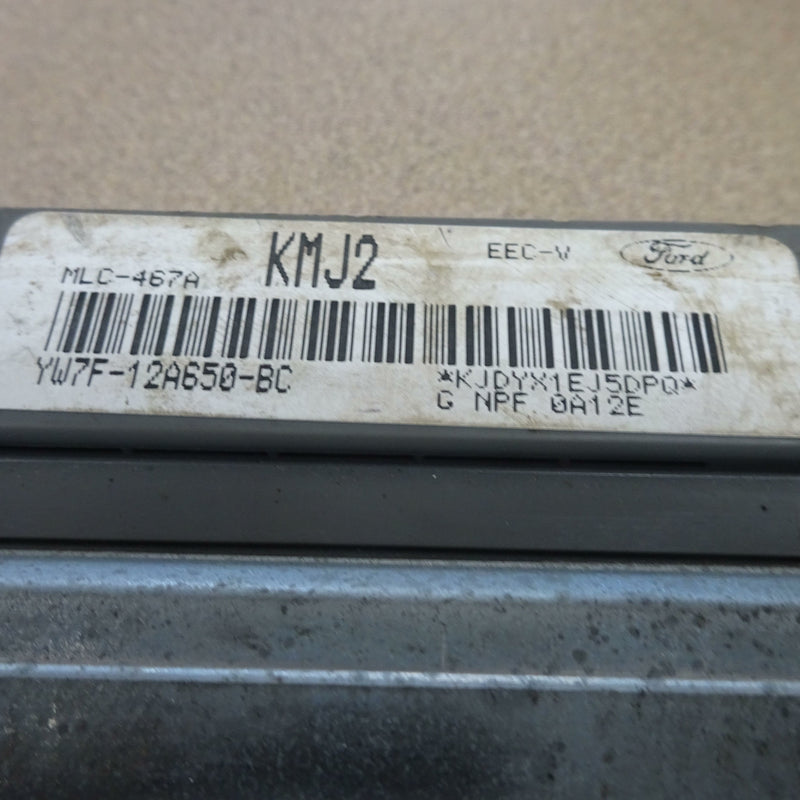 MLC-467A KMJ2 EEC-V Ford
YW7F-12A650-BC *KJDYX1EJ5DPQ*
G NPF 0A12E